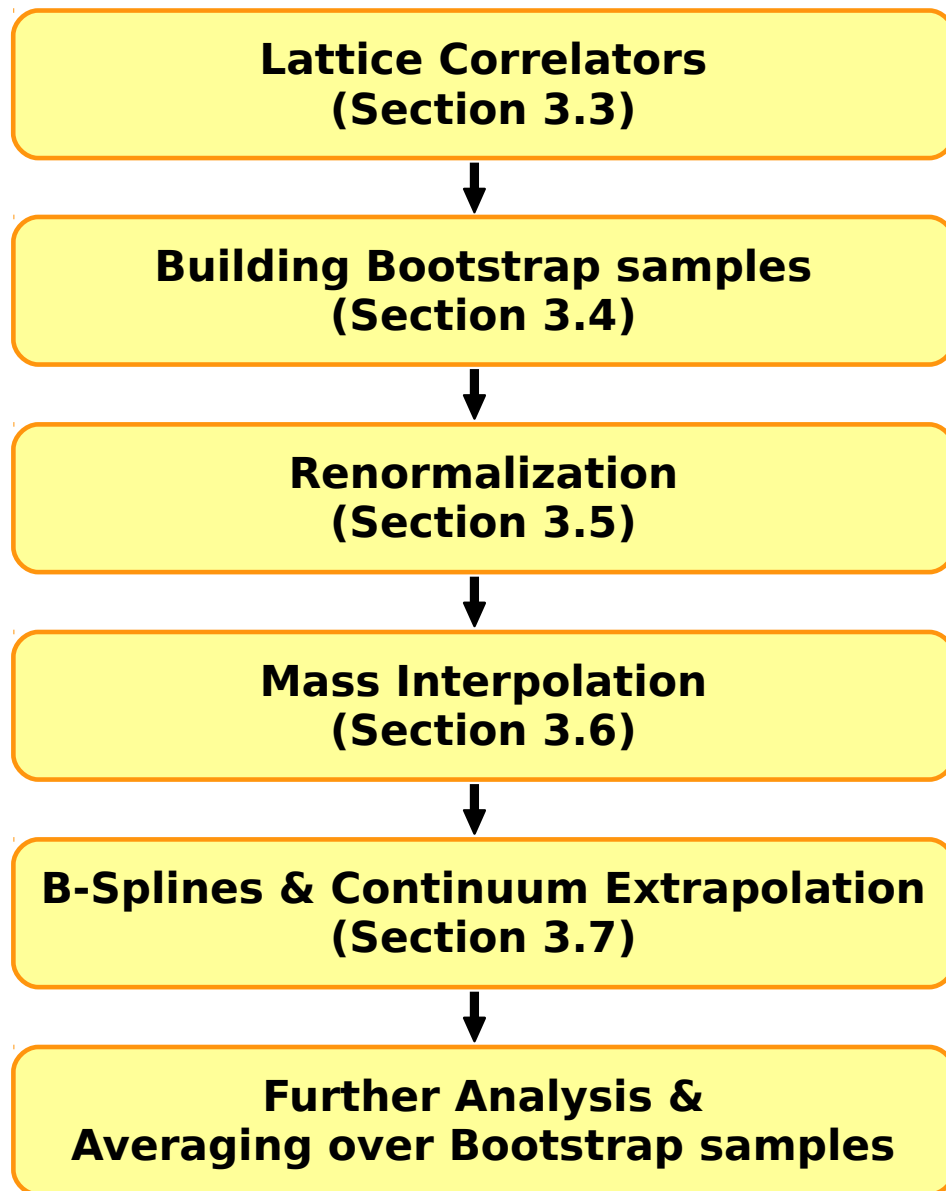 Lattice Correlators
(Section 3.3)
Building Bootstrap samples
(Section 3.4)
Renormalization
(Section 3.5)
Mass Interpolation
(Section 3.6)
B-Splines & Continuum Extrapolation
(Section 3.7)
Further Analysis &
Averaging over Bootstrap samples